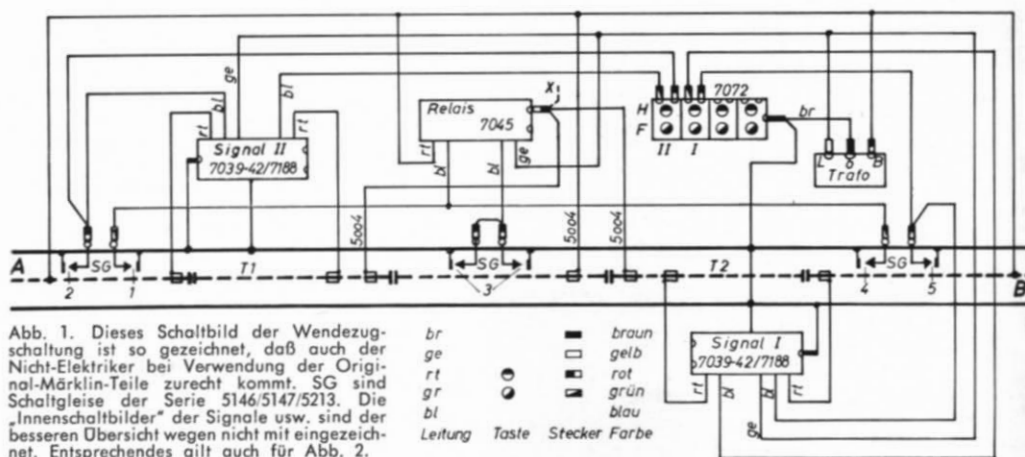 ge
bl
bl
rt
rt
Signal II
7039-42/7188
Relais
7045
X
rt
bl
bl
ge
7072
H
F
II I
br
L 0 B
Trafo
5004
5004
5004
A
SG
T1
SG
T2
SG
B
2 1 3 4 5
Signal I
7039-42/7188
rt
bl
ge
bl
rt
Abb. 1. Dieses Schaltbild der Wendezug-
schaltung ist so gezeichnet, daß auch der
Nicht-Elektriker bei Verwendung der Origi-
nal-Märklin-Teile zurecht kommt. SG sind
Schaltgleise der Serie 5146/5147/5213. Die
„Innenschaltbilder" der Signale usw. sind der
besseren Übersicht wegen nicht mit eingezeich-
net. Entsprechendes gilt auch für Abb. 2.
br braun
ge gelb
rt rot
gr grün
bl blau
Leitung Taste Stecker Farbe